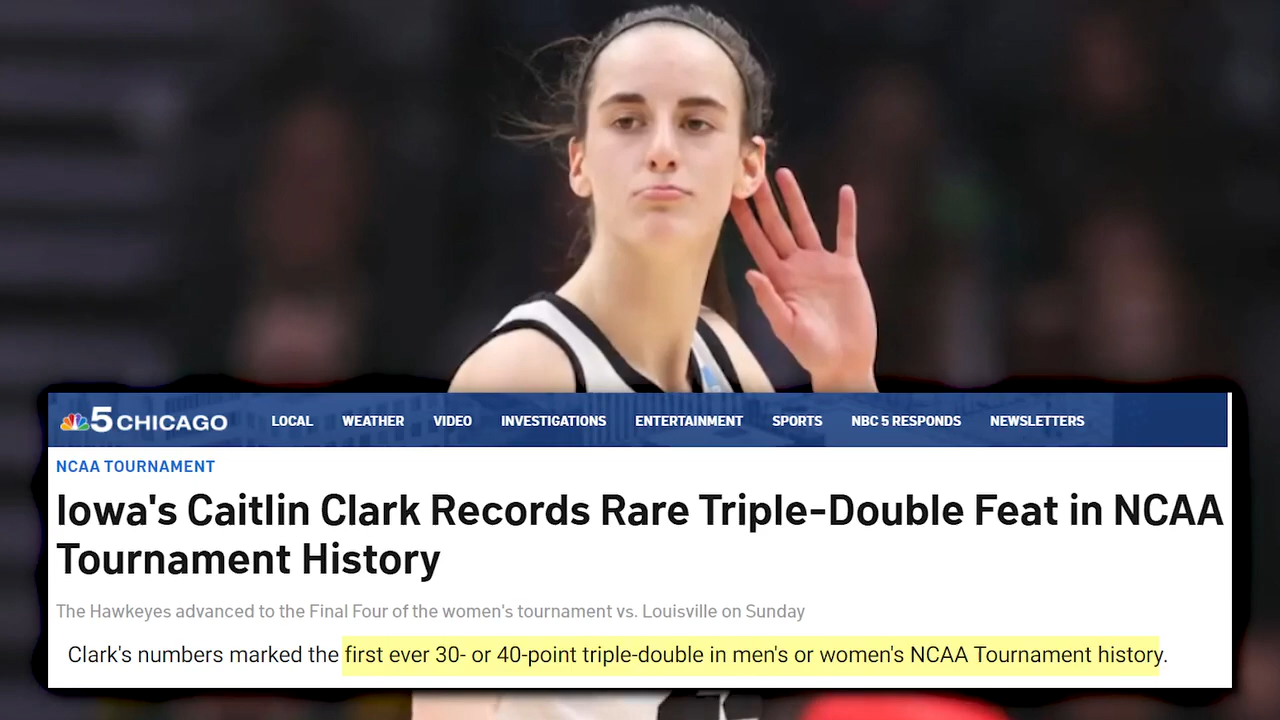 5 CHICAGO LOCAL WEATHER VIDEO INVESTIGATIONS ENTERTAINMENT SPORTS NBC 5 RESPONDS NEWSLETTERS
NCAA TOURNAMENT
Iowa's Caitlin Clark Records Rare Triple-Double Feat in NCAA
Tournament History
The Hawkeyes advanced to the Final Four of the women's tournament vs. Louisville on Sunday
Clark's numbers marked the first ever 30- or 40-point triple-double in men's or women's NCAA Tournament history.